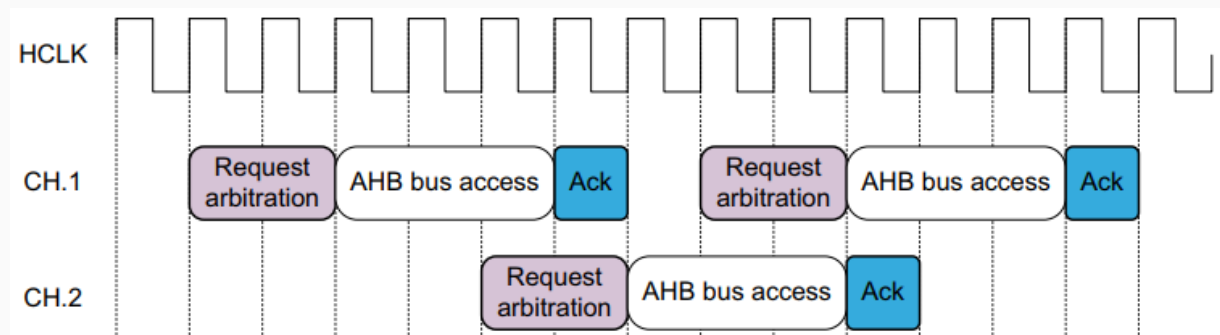 HCLK
CH.1
Request
arbitration
AHB bus access
Ack
Request
arbitration
AHB bus access
Ack
CH.2
Request
arbitration
AHB bus access
Ack